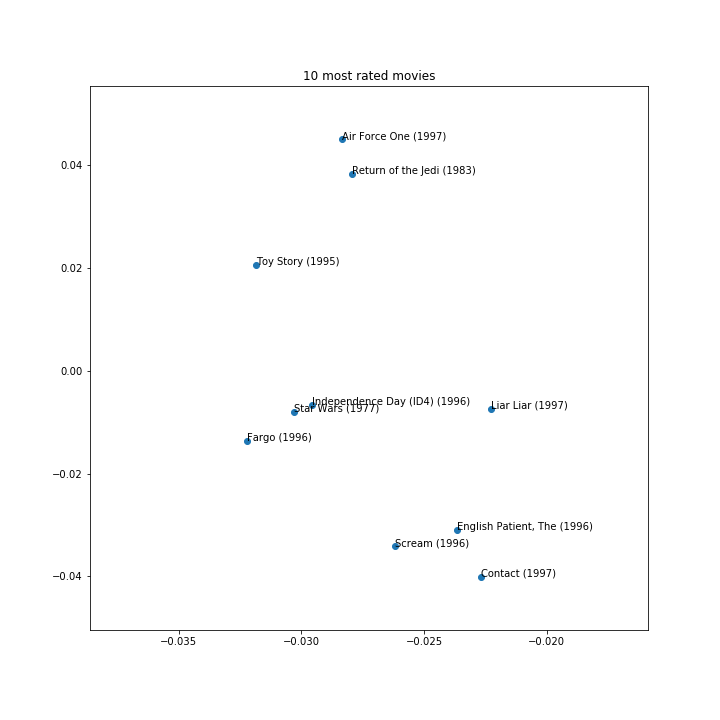 10 most rated movies
Air Force One (1997)
0.04
Return of the Jedi (1983)
Toy Story (1995)
0.02
0.00
Independence Day (ID4) (1996)
Star Wars (1977)
Liar Liar (1997)
Fargo (1996)
−0.02
English Patient, The (1996)
Scream (1996)
Contact (1997)
−0.04
−0.035 −0.030 −0.025 −0.020